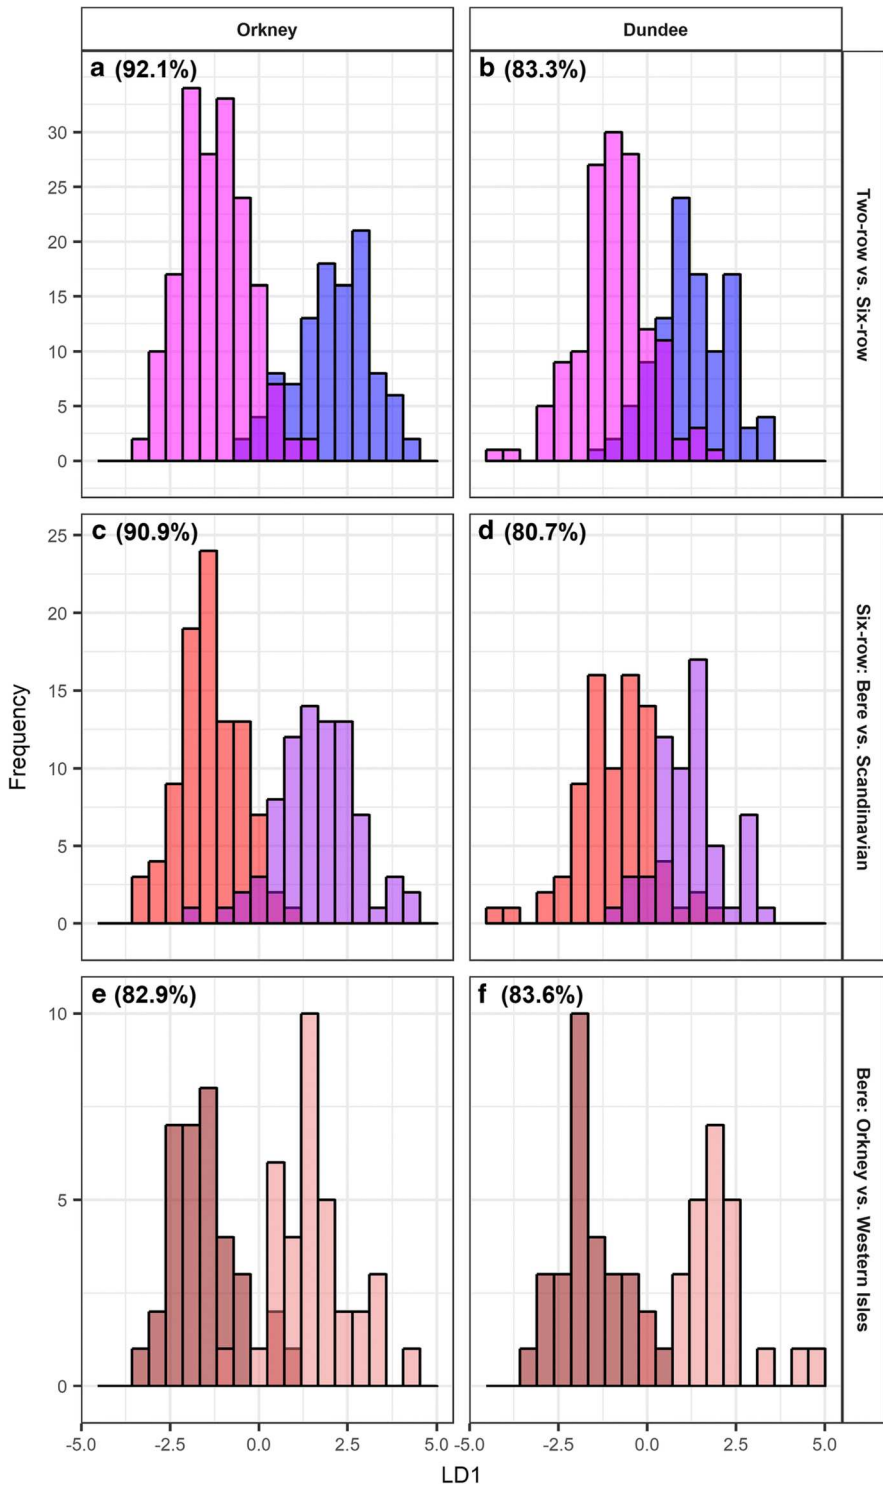 Orkney
Dundee
a (92.1%)
b (83.3%)
30
25
20
15
10
5
0
Two-row vs. Six-row
c (90.9%)
d (80.7%)
25
20
15
10
5
0
Six-row: Bere vs. Scandinavian
Frequency
e (82.9%)
f (83.6%)
10
5
0
Bere: Orkney vs. Western Isles
-5.0 -2.5 0.0 2.5 5.0 -5.0 -2.5 0.0 2.5 5.0
LD1